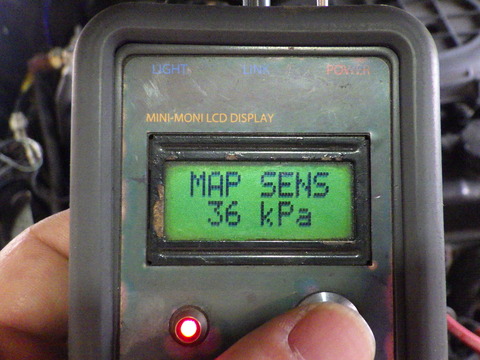 LIGHT LINK POWER
MINI-MONI LCD DISPLAY
MAP SENS
36 kPa